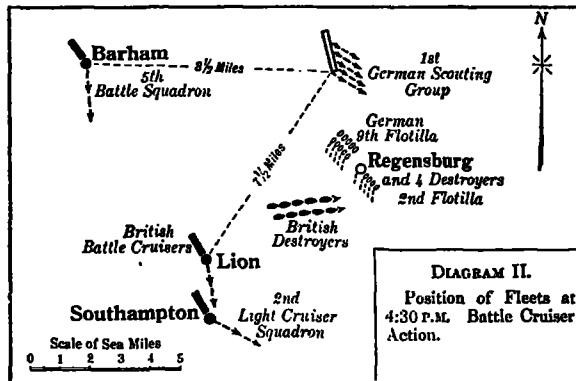 N
Barham
8½ Miles
5th
Battle Squadron
1st
German Scouting
Group
German
9th Flotilla
Regensburg
and 4 Destroyers
2nd Flotilla
7½ Miles
British
Destroyers
British
Battle Cruisers
Lion
2nd
Light Cruiser
Squadron
Southampton
Scale of Sea Miles
0 1 2 3 4 5
DIAGRAM II.
Position of Fleets at
4:30 P.M. Battle Cruiser
Action.